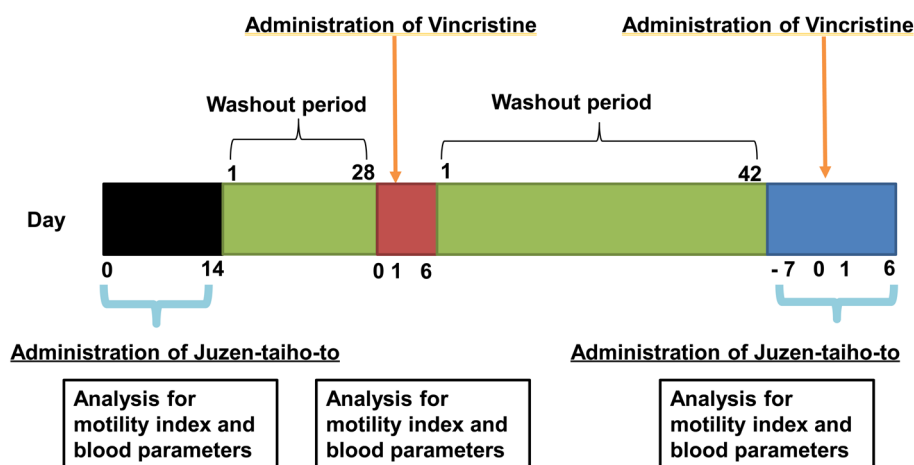 Administration of Vincristine
Administration of Vincristine
Washout period
Washout period
1
28
1
42
Day
0
14
0 1 6
- 7 0 1 6
Administration of Juzen-taiho-to
Administration of Juzen-taiho-to
Analysis for
motility index and
blood parameters
Analysis for
motility index and
blood parameters
Analysis for
motility index and
blood parameters